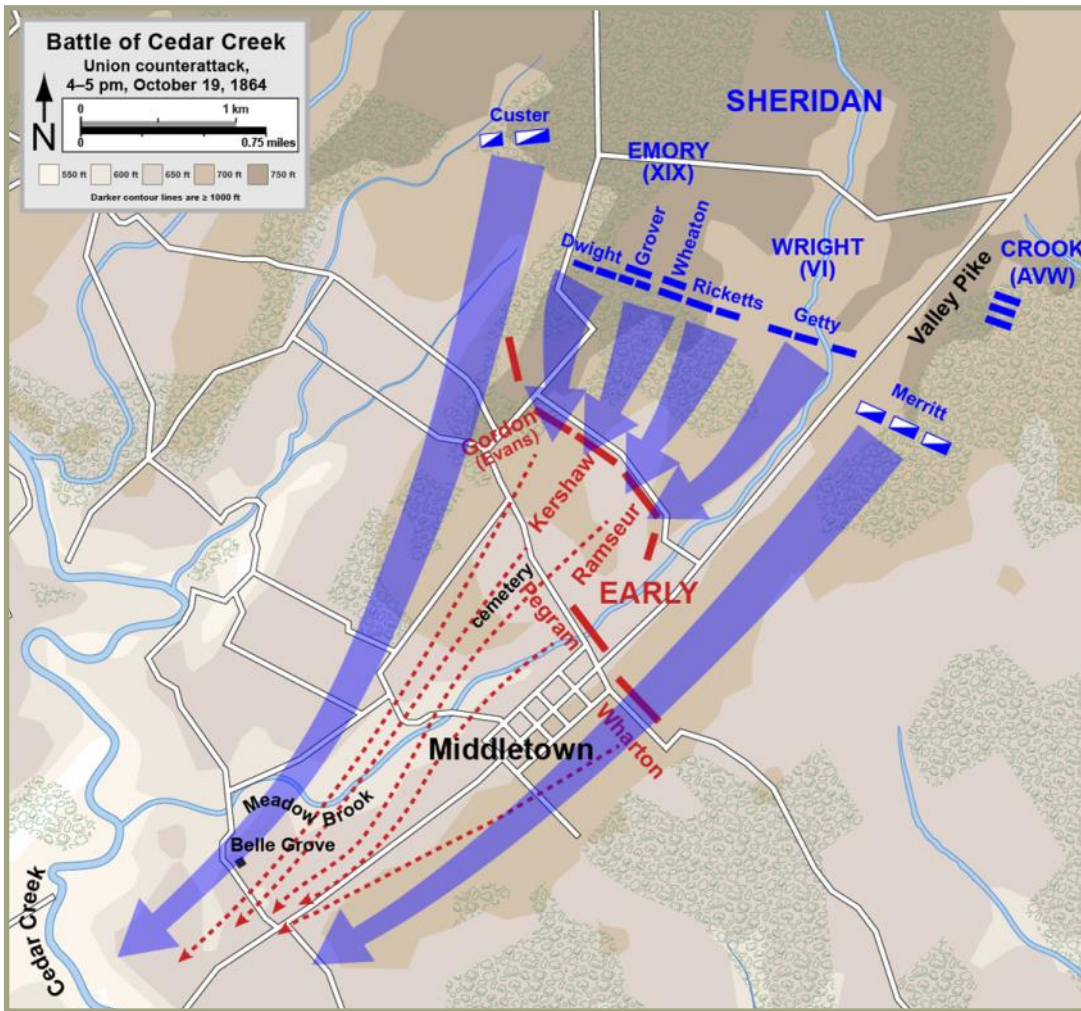 Battle of Cedar Creek
Union counterattack,
4–5 pm, October 19, 1864
N
0
1 km
0
0.75 miles
550 ft
600 ft
650 ft
700 ft
750 ft
Darker contour lines are ≥ 1000 ft
Custer
SHERIDAN
EMORY
(XIX)
Dwight
Grover
Wheaton
Ricketts
WRIGHT
(VI)
Getty
Valley Pike
CROOK
(AVW)
Merritt
Gordon
(Evans)
Kershaw
Ramseur
cemetery
Pegram
EARLY
Wharton
Middletown
Meadow Brook
Belle Grove
Cedar Creek